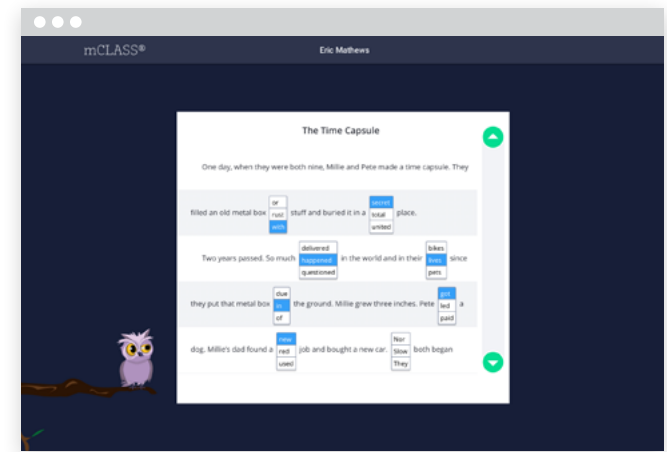 mCLASS®
Eric Mathews
The Time Capsule
One day, when they were both nine, Millie and Pete made a time capsule. They
or secret
filled an old metal box rust stuff and buried it in a total place.
with united
delivered bikes
Two years passed. So much happened in the world and in their lives since
questioned pets
due got
they put that metal box in the ground. Millie grew three inches. Pete led a
of paid
new Nor
dog. Millie's dad found a red job and bought a new car. Slow both began
used They